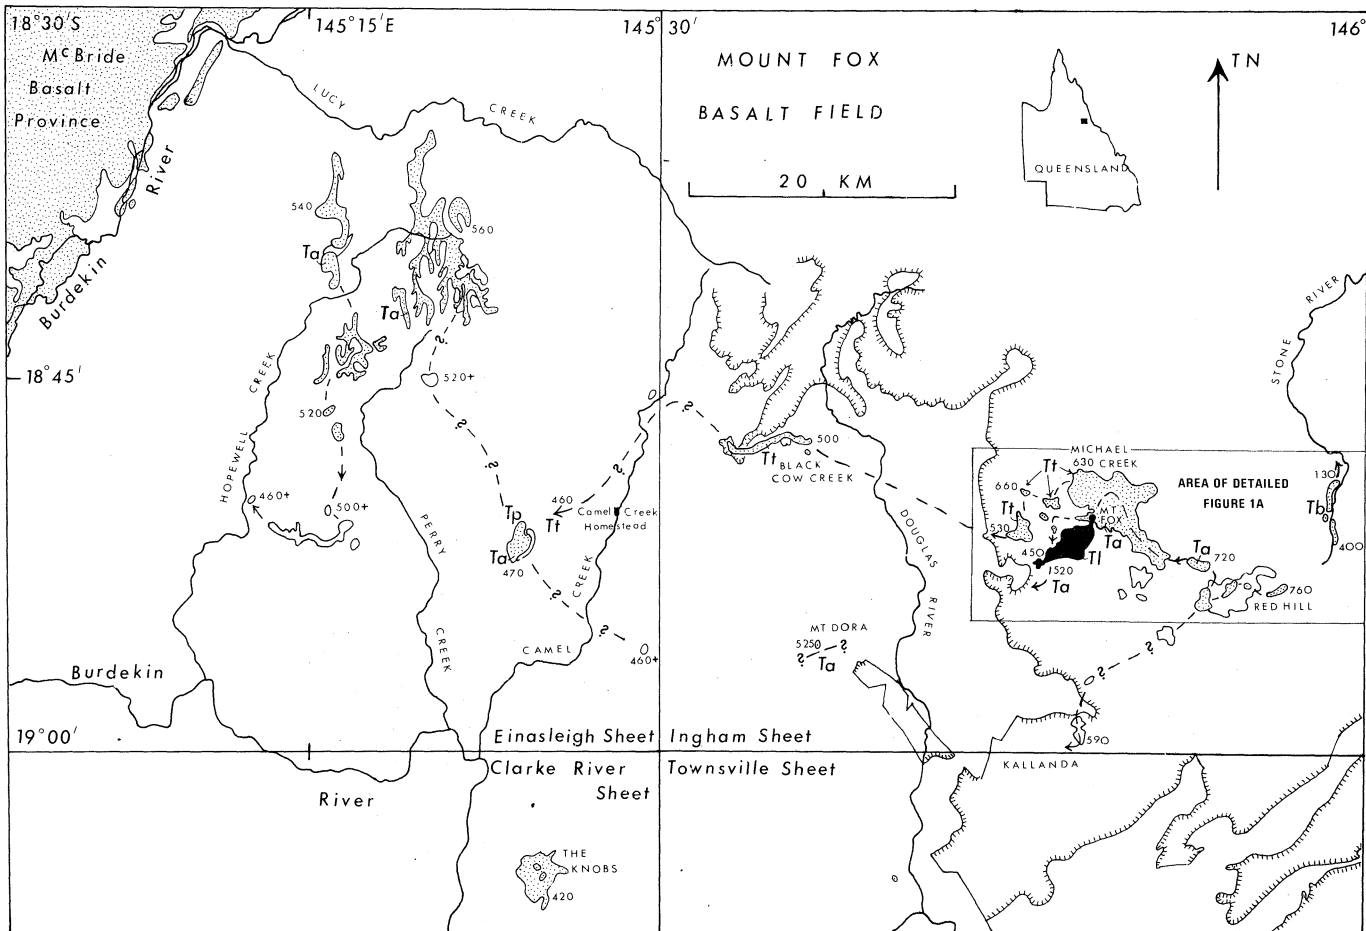 18°30'S
145°15'E
145°30'
146°
McBride
Basalt
Province
MOUNT FOX
BASALT FIELD
20 KM
QUEENSLAND
TN
LUCY
CREEK
River
Burdekin
540
Ta
560
Ta
18°45'
HOPEWELL
CREEK
520+
520
460+
500+
PERRY
CREEK
Tp
Ta
470
460
Tt
Camel Creek
Homestead
CREEK
CAMEL
460+
500
Tt
BLACK
COW CREEK
DOUGLAS
RIVER
MT DORA
5250
Ta
STONE
RIVER
MICHAEL
630 CREEK
Tt
660
Tt
530
MT
FOX
Ta
450
Tl
1520
Ta
AREA OF DETAILED
FIGURE 1A
Ta
720
760
RED HILL
130
Tb
400
590
KALLANDA
Burdekin
River
19°00'
Einasleigh Sheet
Ingham Sheet
Clarke River
Sheet
Townsville Sheet
THE
KNOBS
420
?
?
?
?
?
?
?
?
?
?
?